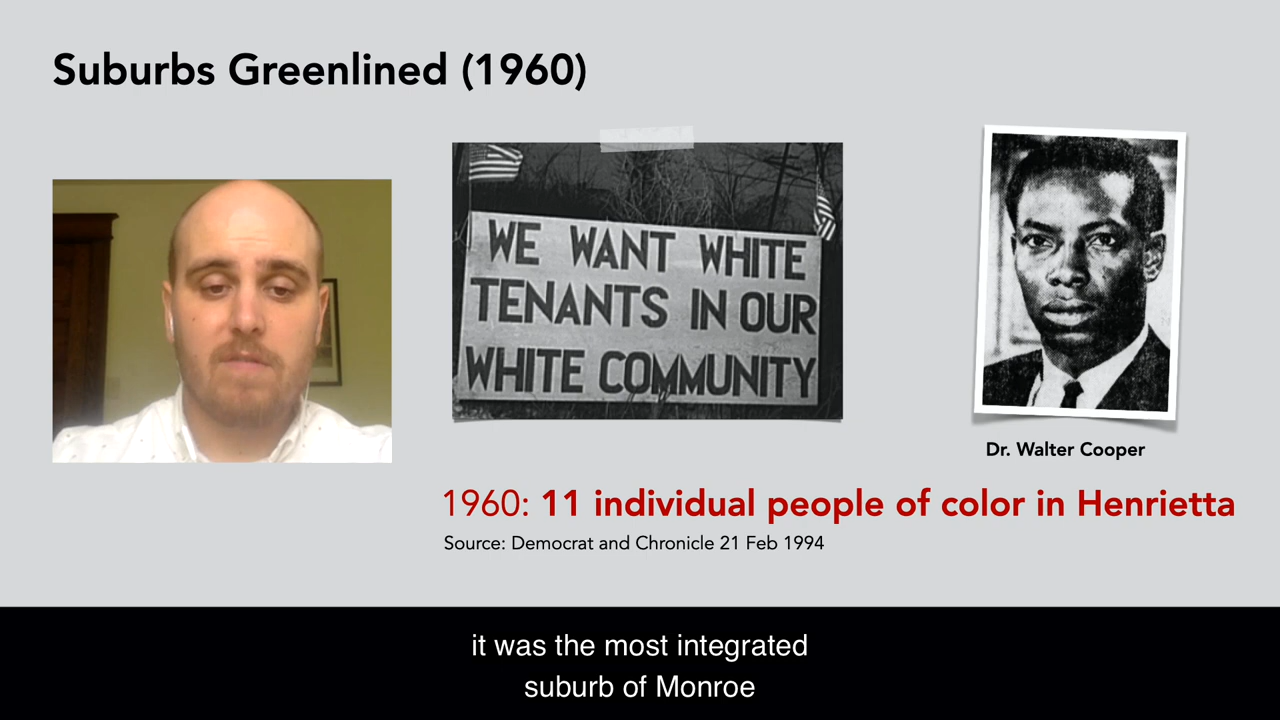 Suburbs Greenlined (1960)
WE WANT WHITE
TENANTS IN OUR
WHITE COMMUNITY
Dr. Walter Cooper
1960: 11 individual people of color in Henrietta
Source: Democrat and Chronicle 21 Feb 1994
it was the most integrated
suburb of Monroe